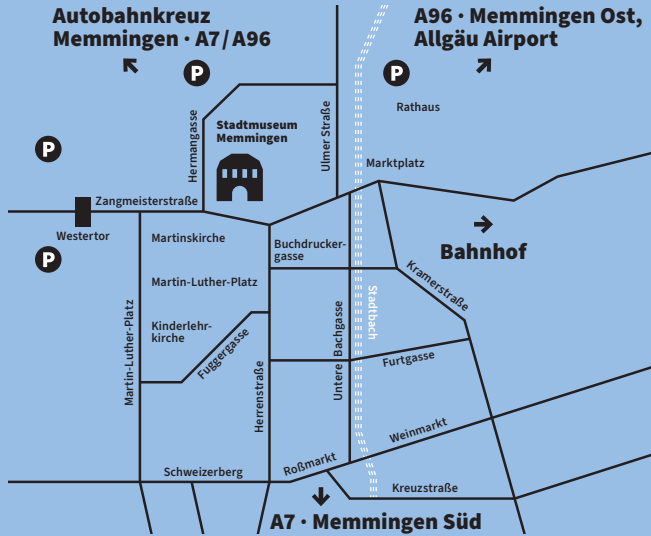 Autobahnkreuz
Memmingen · A7/A96
A96 · Memmingen Ost,
Allgäu Airport
P
P
Rathaus
Hermangasse
Stadtmuseum
Memmingen
Ulmer Straße
P
Marktplatz
Zangmeisterstraße
Westertor
Martinskirche
Buchdrucker-
gasse
Bahnhof
P
Martin-Luther-Platz
Kramerstraße
Stadtbach
Kinderlehr-
kirche
Fuggergasse
Martin-Luther-Platz
Herrenstraße
Untere Bachgasse
Furtgasse
Weinmarkt
Roßmarkt
Schweizerberg
Kreuzstraße
A7 · Memmingen Süd